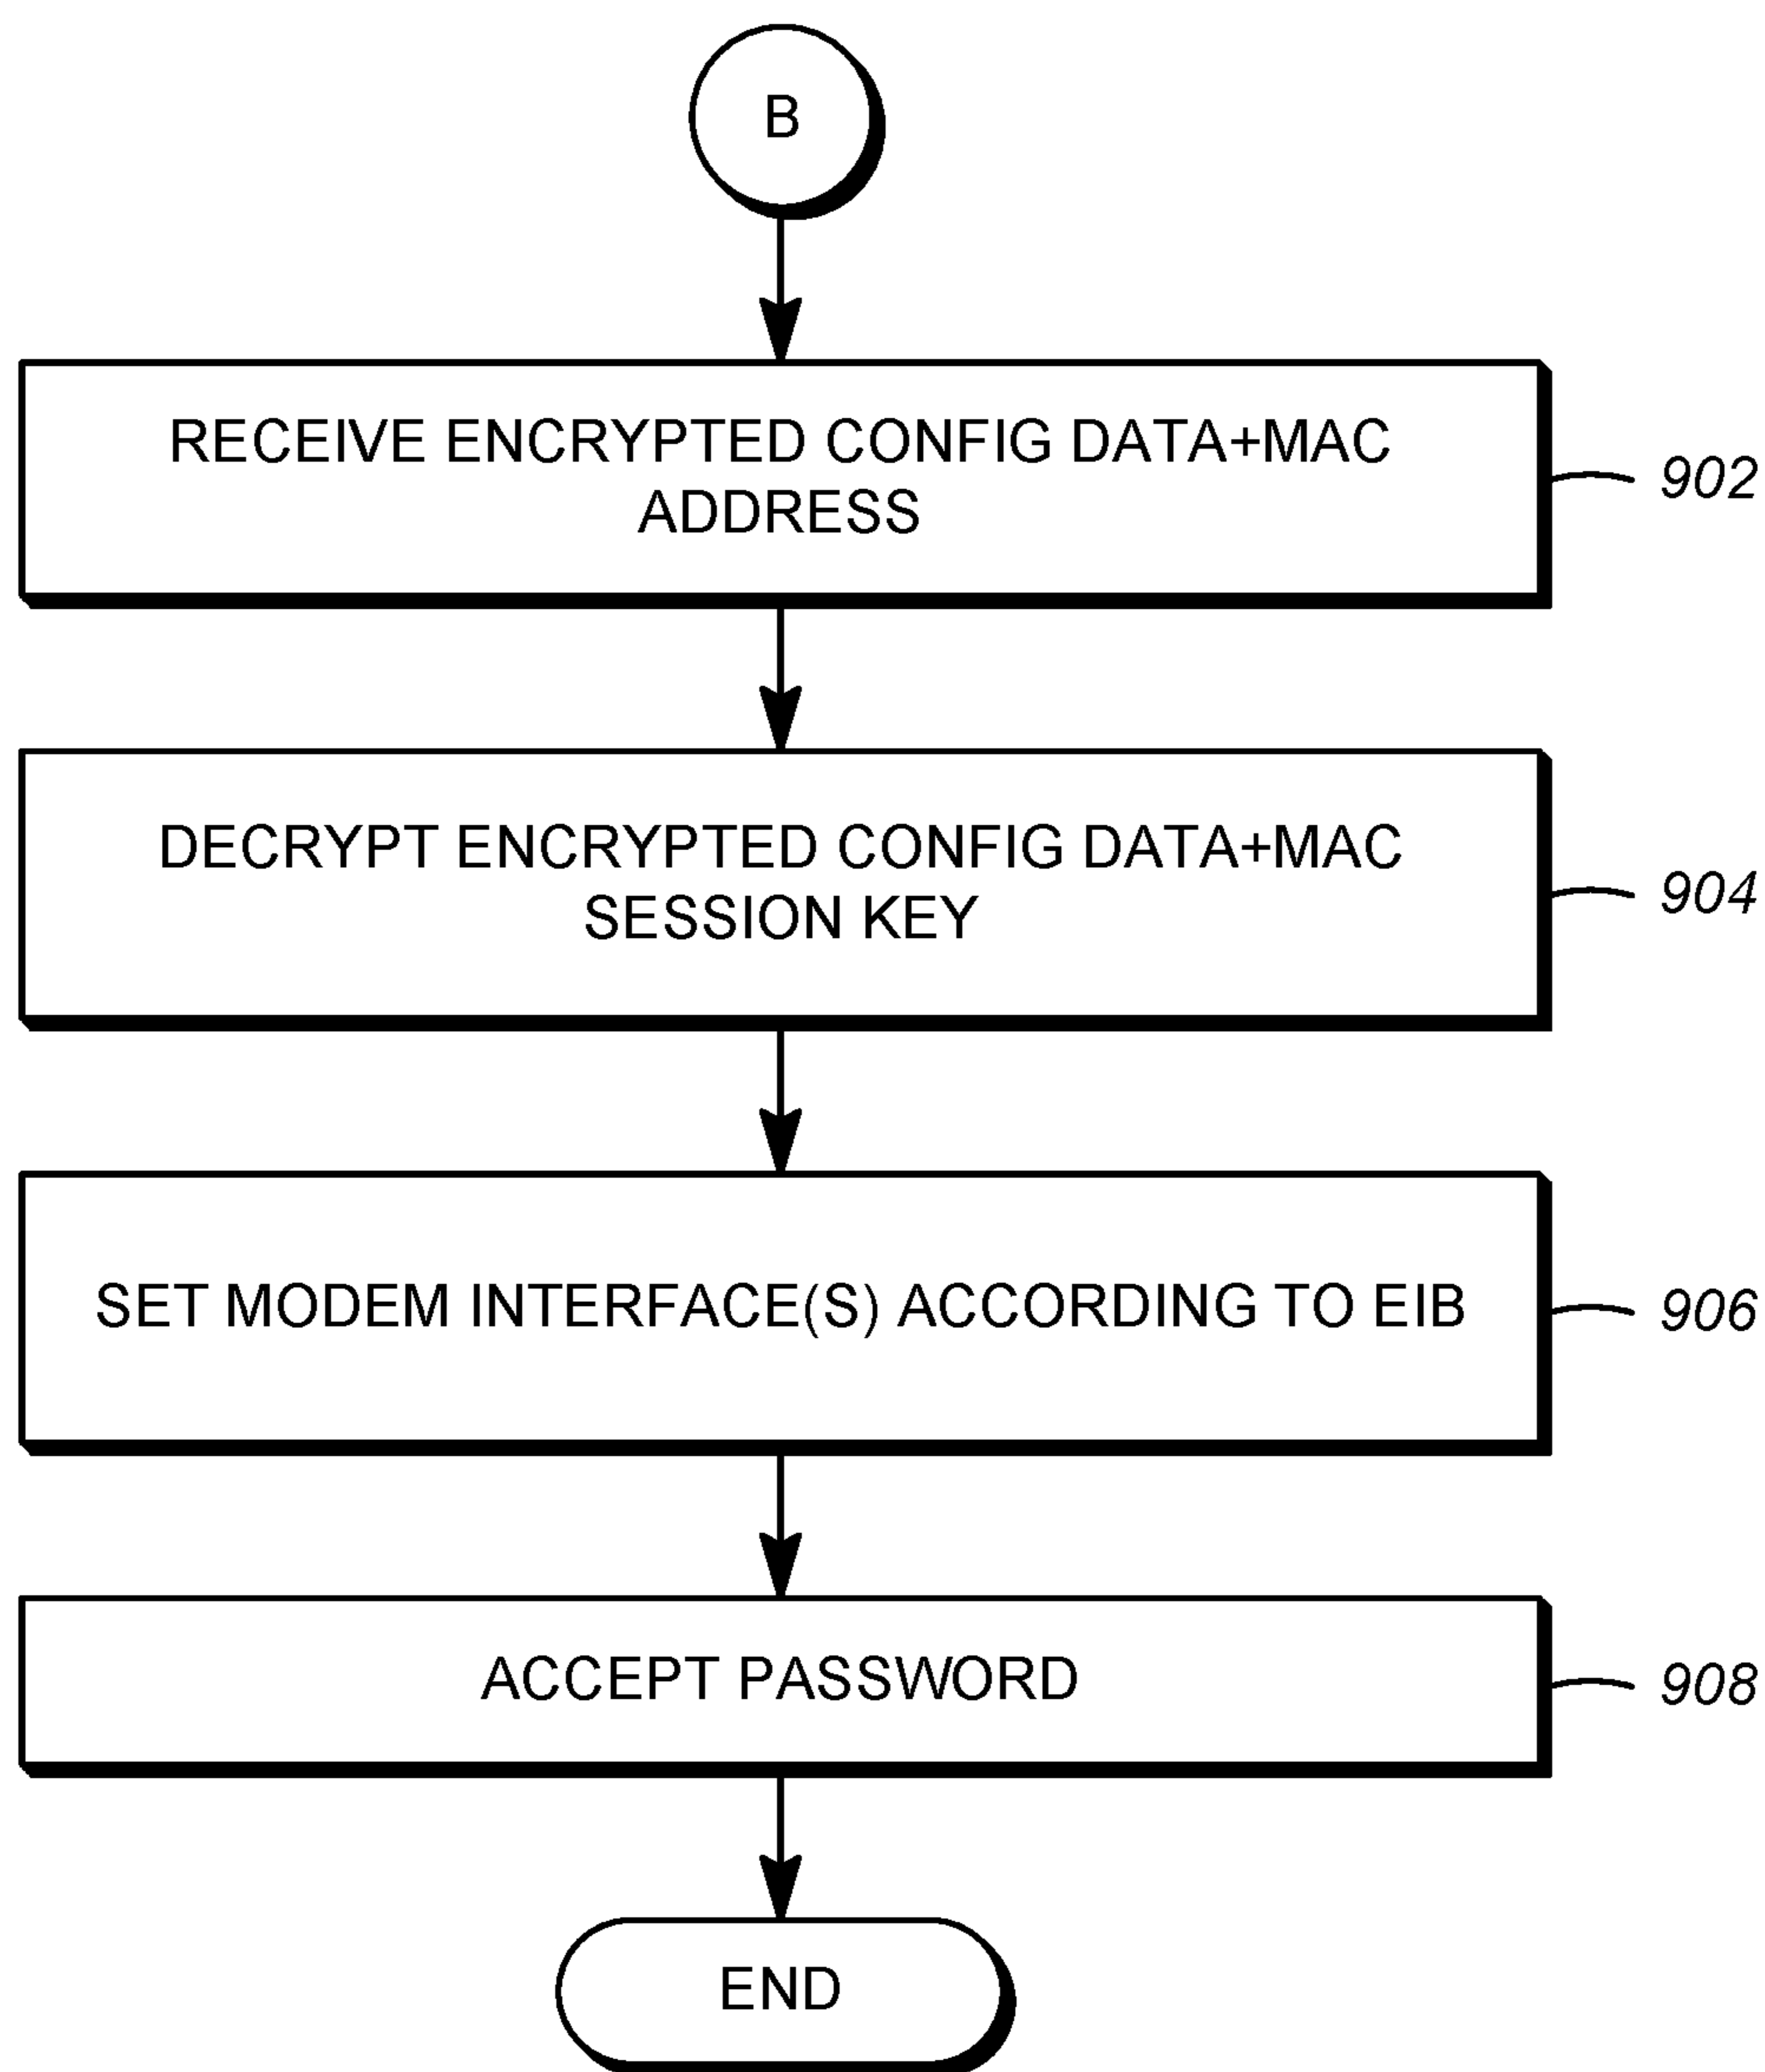 B
RECEIVE ENCRYPTED CONFIG DATA+MAC
ADDRESS
902
DECRYPT ENCRYPTED CONFIG DATA+MAC
SESSION KEY
904
SET MODEM INTERFACE(S) ACCORDING TO EIB
906
ACCEPT PASSWORD
908
END